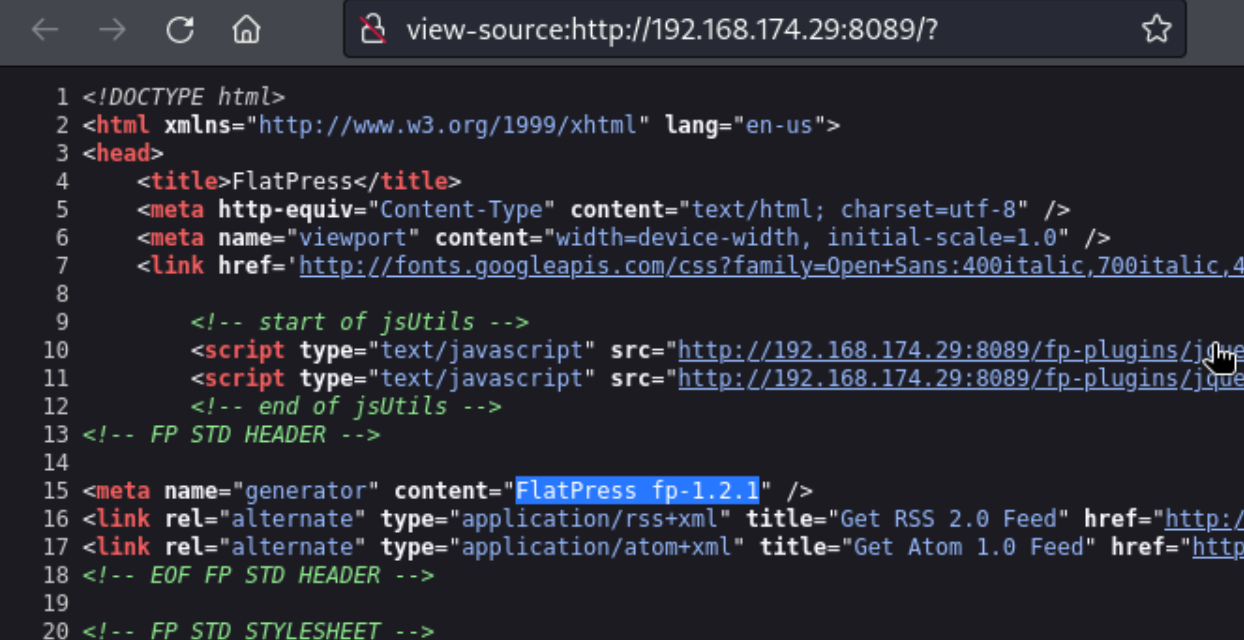 view-source:http://192.168.174.29:8089/?
1 <!DOCTYPE html>
2 <html xmlns="http://www.w3.org/1999/xhtml" lang="en-us">
3 <head>
4 <title>FlatPress</title>
5 <meta http-equiv="Content-Type" content="text/html; charset=utf-8" />
6 <meta name="viewport" content="width=device-width, initial-scale=1.0" />
7 <link href='http://fonts.googleapis.com/css?family=Open+Sans:400italic,700italic,4
8
9 <!-- start of jsUtils -->
10 <script type="text/javascript" src="http://192.168.174.29:8089/fp-plugins/jque
11 <script type="text/javascript" src="http://192.168.174.29:8089/fp-plugins/jque
12 <!-- end of jsUtils -->
13 <!-- FP STD HEADER -->
14
15 <meta name="generator" content="FlatPress fp-1.2.1" />
16 <link rel="alternate" type="application/rss+xml" title="Get RSS 2.0 Feed" href="http:/
17 <link rel="alternate" type="application/atom+xml" title="Get Atom 1.0 Feed" href="http
18 <!-- EOF FP STD HEADER -->
19
20 <!-- FP STD STYLESHEET -->